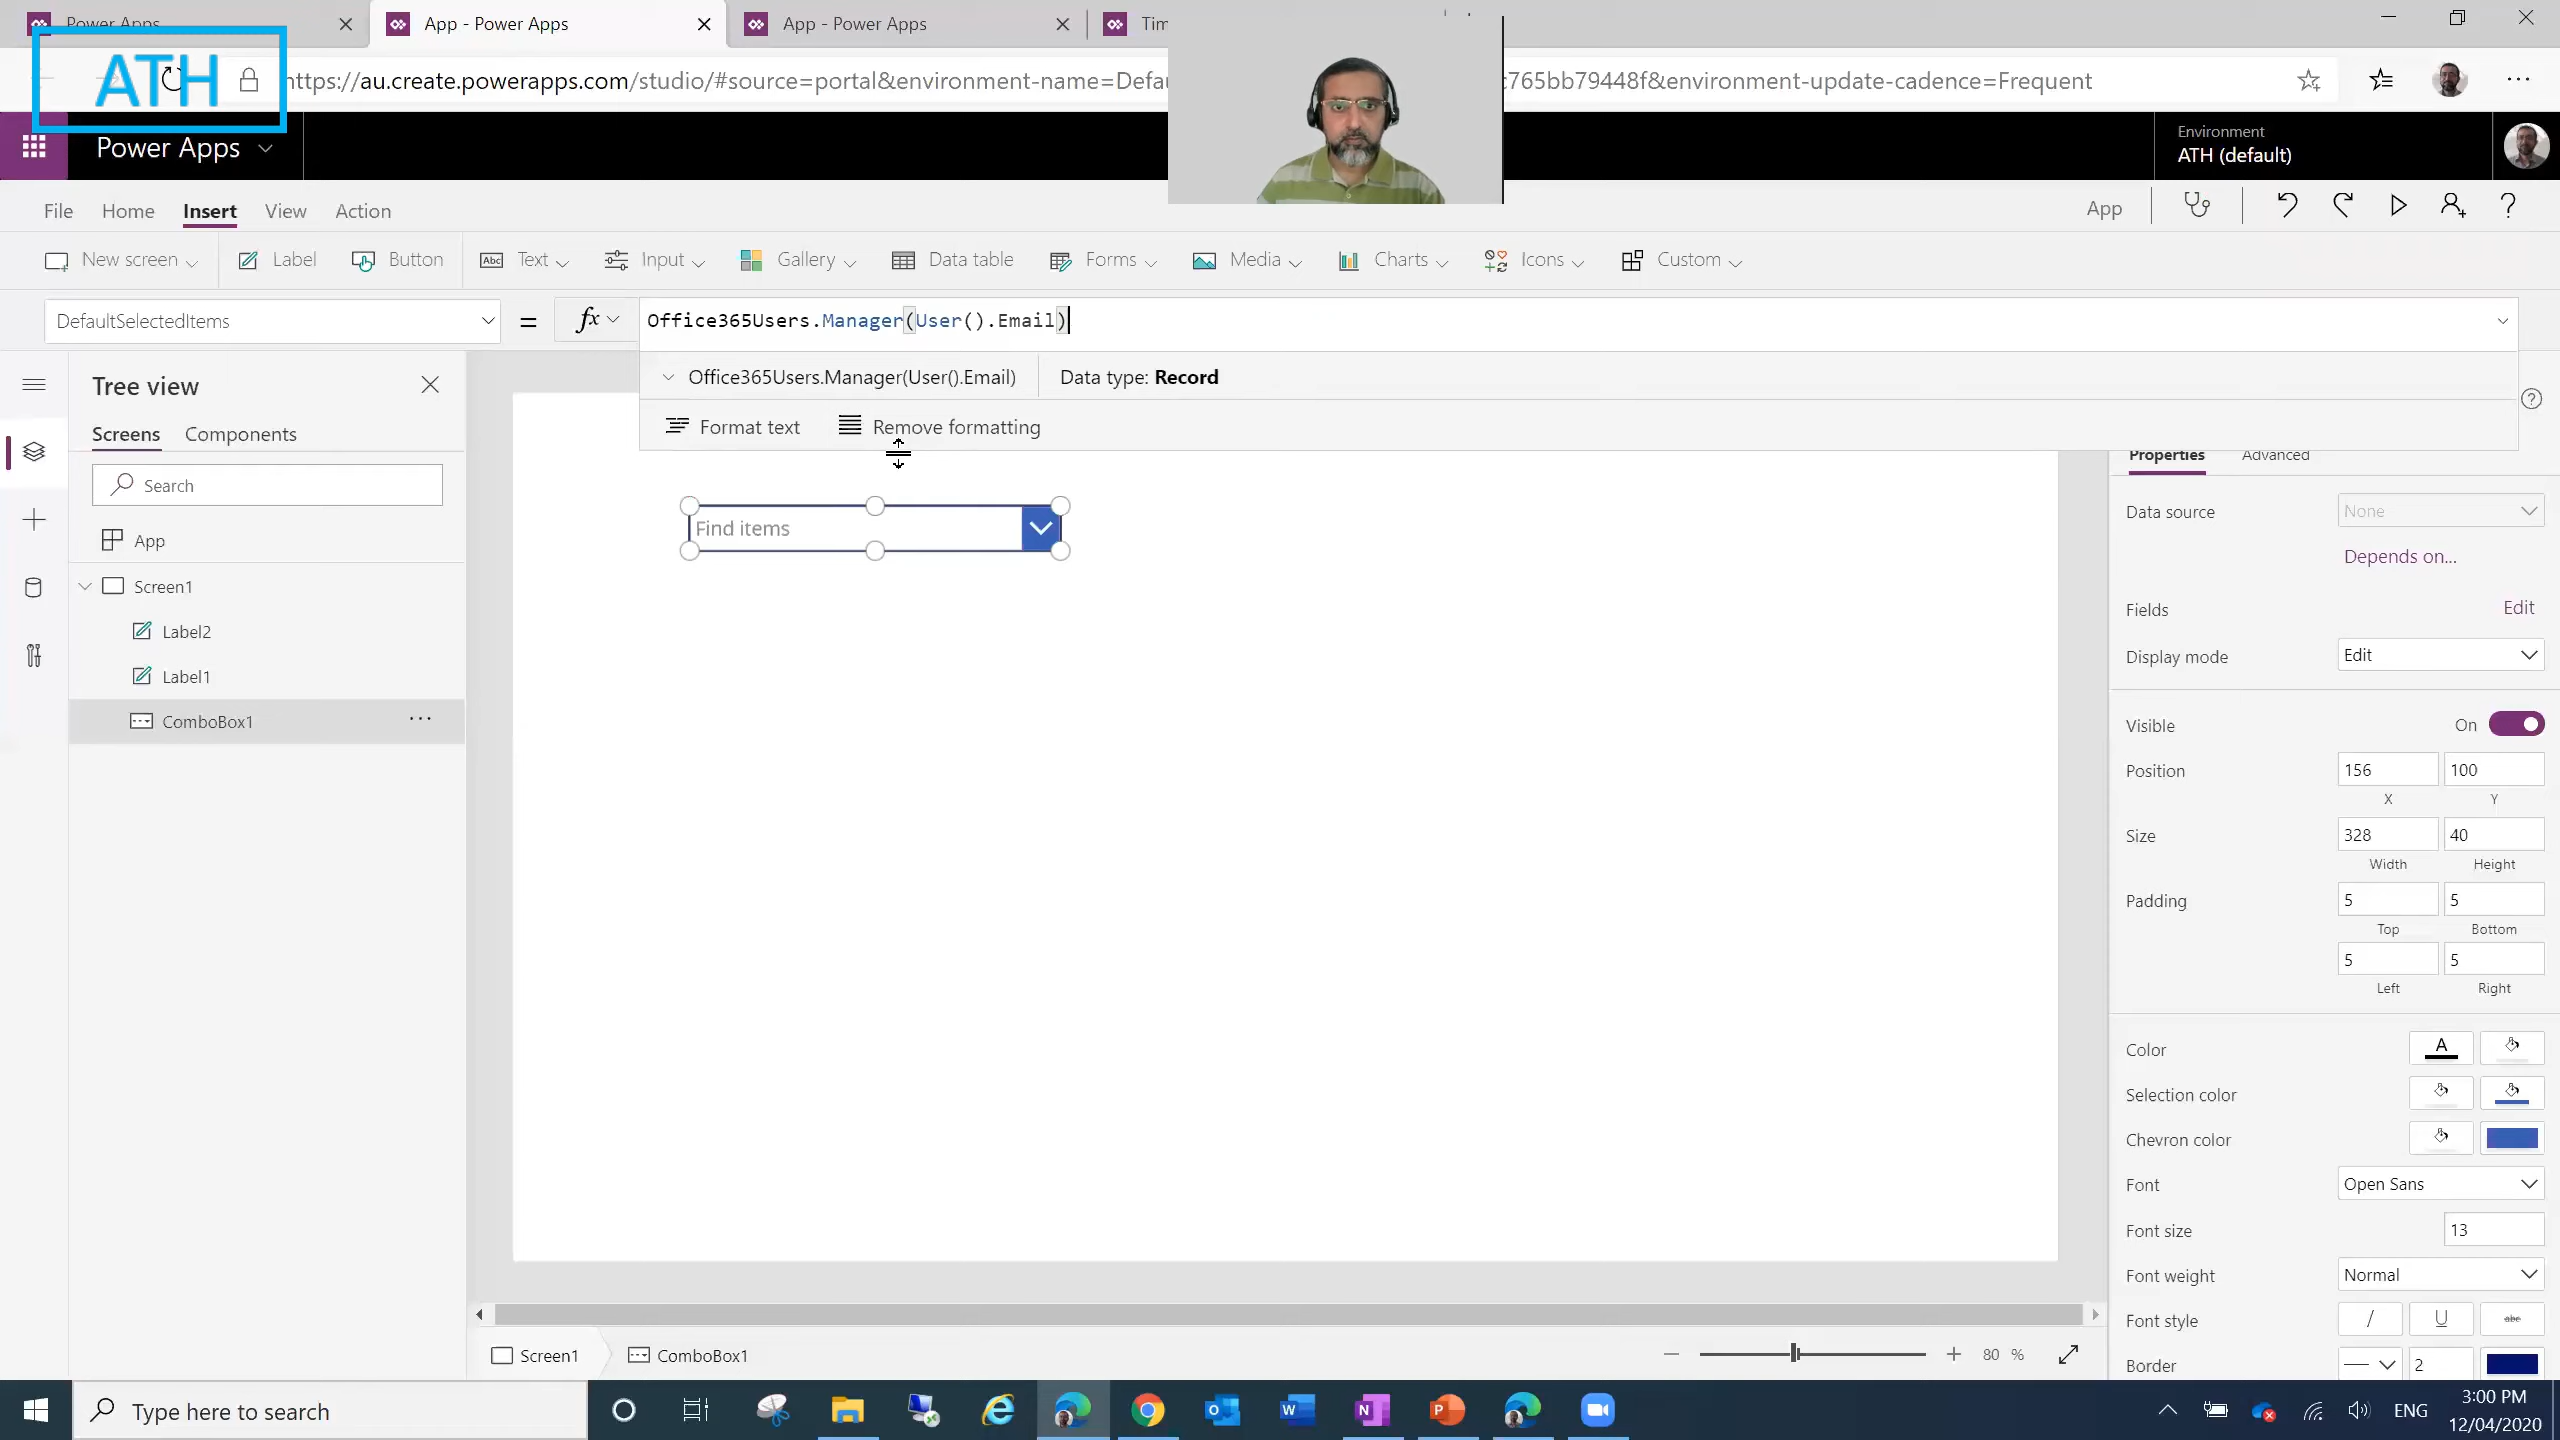 Power Apps
App - Power Apps
App - Power Apps
Tim
ATH
https://au.create.powerapps.com/studio/#source=portal&environment-name=Defau
c765bb79448f&environment-update-cadence=Frequent
Power Apps
Environment
ATH (default)
File Home Insert View Action
App
New screen Label Button Text Input Gallery Data table Forms Media Charts Icons Custom
DefaultSelectedItems = fx Office365Users.Manager(User().Email)
Office365Users.Manager(User().Email) Data type: Record
Format text Remove formatting
Tree view
Screens Components
Search
App
Screen1
Label2
Label1
ComboBox1
Find items
Properties Advanced
Data source None
Depends on...
Fields Edit
Display mode Edit
Visible On
Position 156 100
X Y
Size 328 40
Width Height
Padding 5 5
Top Bottom
5 5
Left Right
Color A
Selection color
Chevron color
Font Open Sans
Font size 13
Font weight Normal
Font style / U abc
Border 2
Screen1 ComboBox1
80 %
Type here to search
ENG
3:00 PM
12/04/2020